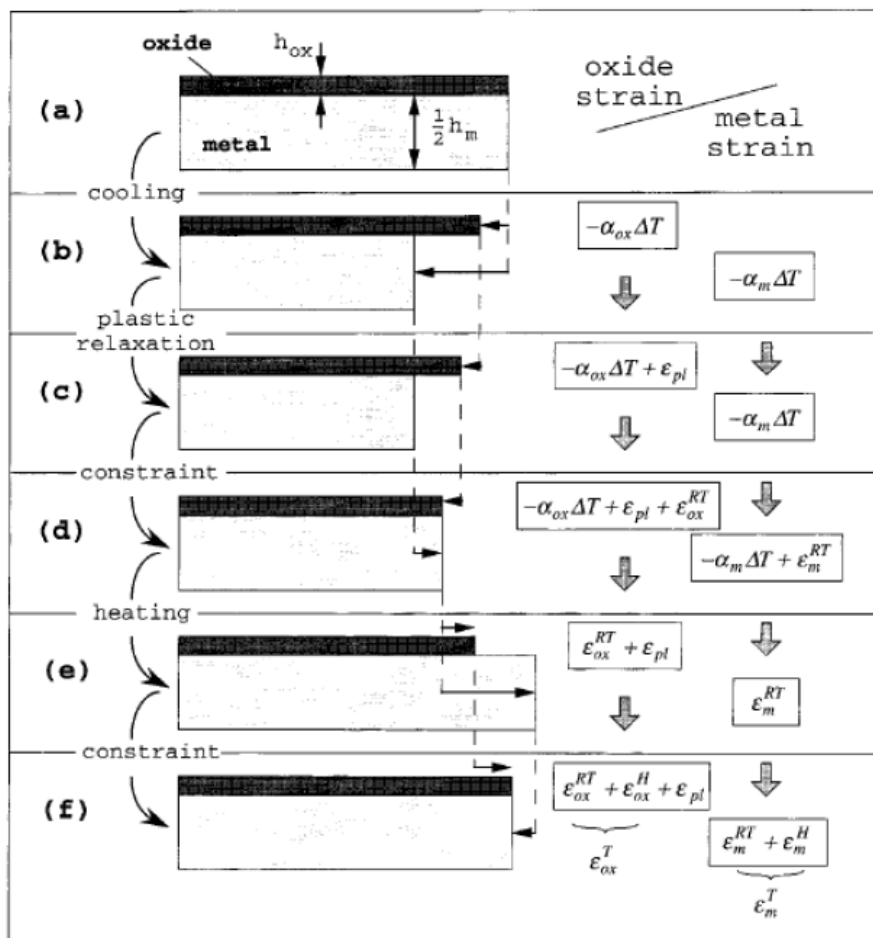 oxide
h_ox
oxide
strain
(a)
½h_m
metal
metal
strain
cooling
(b)
-α_ox ΔT
-α_m ΔT
plastic
relaxation
(c)
-α_ox ΔT + ε_pl
-α_m ΔT
constraint
(d)
-α_ox ΔT + ε_pl + ε_ox^RT
-α_m ΔT + ε_m^RT
heating
(e)
ε_ox^RT + ε_pl
ε_m^RT
constraint
(f)
ε_ox^RT + ε_ox^H + ε_pl
ε_m^RT + ε_m^H
ε_ox^T
ε_m^T